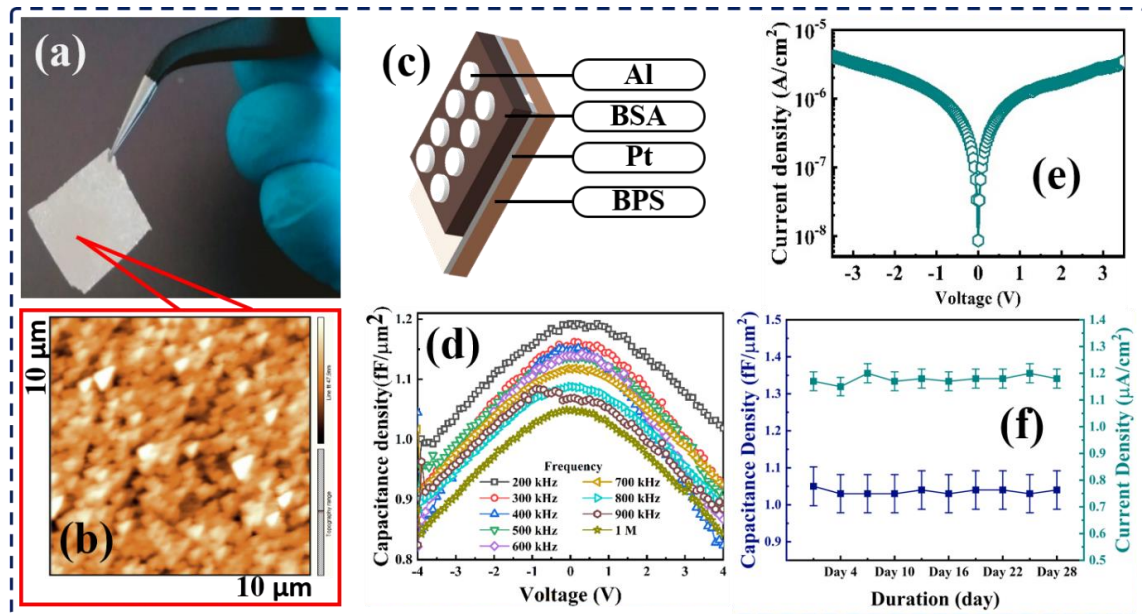 (a)
10 μm
(b)
10 μm
(c)
Al
BSA
Pt
BPS
(d)
Capacitance density(fF/μm²)
1.2
1.1
1.0
0.9
0.8
Frequency
200 kHz
300 kHz
400 kHz
500 kHz
600 kHz
700 kHz
800 kHz
900 kHz
1 M
-4 -3 -2 -1 0 1 2 3 4
Voltage (V)
(e)
Current density (A/cm²)
10⁻⁵
10⁻⁶
10⁻⁷
10⁻⁸
-3 -2 -1 0 1 2 3
Voltage (V)
(f)
Capacitance Density (fF/μm²)
1.5
1.4
1.3
1.2
1.1
1.0
0.9
Current Density (μA/cm²)
1.4
1.3
1.2
1.1
1.0
0.9
0.8
0.7
0.6
0.5
Day 4 Day 10 Day 16 Day 22 Day 28
Duration (day)
Topography range